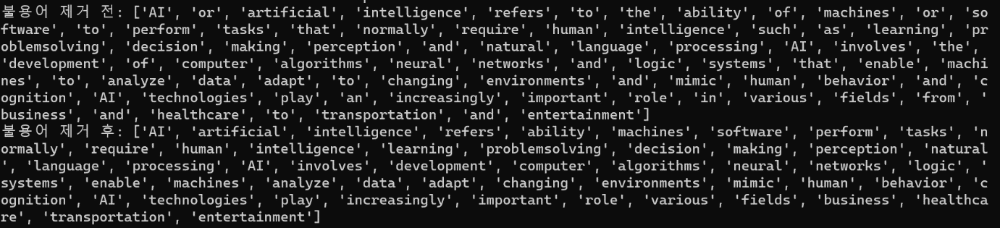 불용어 제거 전: ['AI', 'or', 'artificial', 'intelligence', 'refers', 'to', 'the', 'ability', 'of', 'machines', 'or', 'so
ftware', 'to', 'perform', 'tasks', 'that', 'normally', 'require', 'human', 'intelligence', 'such', 'as', 'learning', 'pr
oblemsolving', 'decision', 'making', 'perception', 'and', 'natural', 'language', 'processing', 'AI', 'involves', 'the',
'development', 'of', 'computer', 'algorithms', 'neural', 'networks', 'and', 'logic', 'systems', 'that', 'enable', 'machi
nes', 'to', 'analyze', 'data', 'adapt', 'to', 'changing', 'environments', 'and', 'mimic', 'human', 'behavior', 'and', 'c
ognition', 'AI', 'technologies', 'play', 'an', 'increasingly', 'important', 'role', 'in', 'various', 'fields', 'from', '
business', 'and', 'healthcare', 'to', 'transportation', 'and', 'entertainment']
불용어 제거 후: ['AI', 'artificial', 'intelligence', 'refers', 'ability', 'machines', 'software', 'perform', 'tasks', 'n
ormally', 'require', 'human', 'intelligence', 'learning', 'problemsolving', 'decision', 'making', 'perception', 'natural
', 'language', 'processing', 'AI', 'involves', 'development', 'computer', 'algorithms', 'neural', 'networks', 'logic', '
systems', 'enable', 'machines', 'analyze', 'data', 'adapt', 'changing', 'environments', 'mimic', 'human', 'behavior', 'c
ognition', 'AI', 'technologies', 'play', 'increasingly', 'important', 'role', 'various', 'fields', 'business', 'healthca
re', 'transportation', 'entertainment']